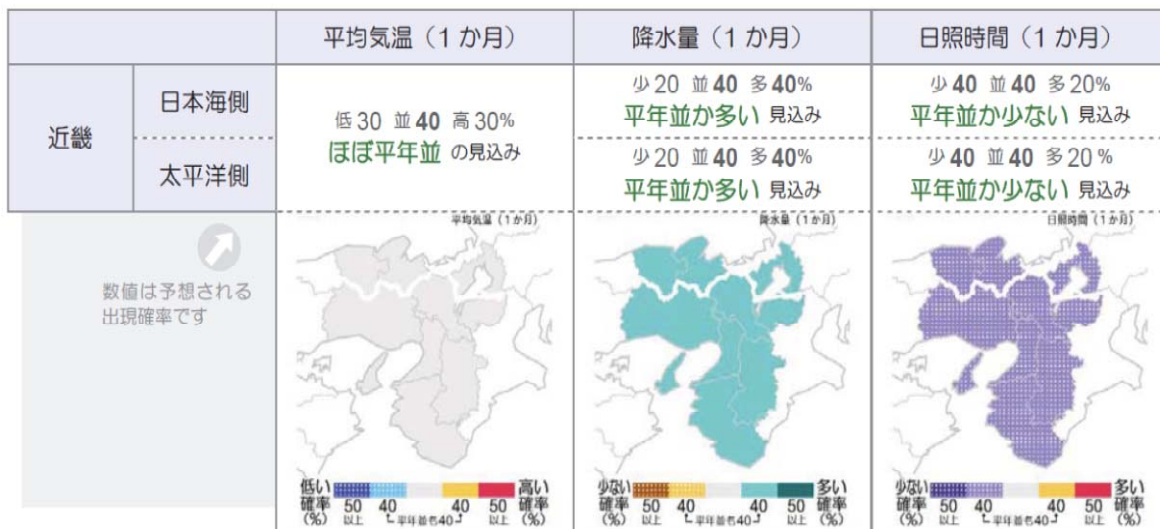 平均気温（1か月） 降水量（1か月） 日照時間（1か月）
近畿
日本海側
太平洋側
低30 並40 高30%
ほぼ平年並 の見込み
少20 並40 多40%
平年並か多い 見込み
少20 並40 多40%
平年並か多い 見込み
少40 並40 多20%
平年並か少ない 見込み
少40 並40 多20%
平年並か少ない 見込み
数値は予想される
出現確率です
平均気温（1か月）
低い 高い
確率 50 40 40 50 確率
(%) 以上 平年並も40 以上 (%)
降水量（1か月）
少ない 多い
確率 50 40 40 50 確率
(%) 以上 平年並も40 以上 (%)
日照時間（1か月）
少ない 多い
確率 50 40 40 50 確率
(%) 以上 平年並も40 以上 (%)